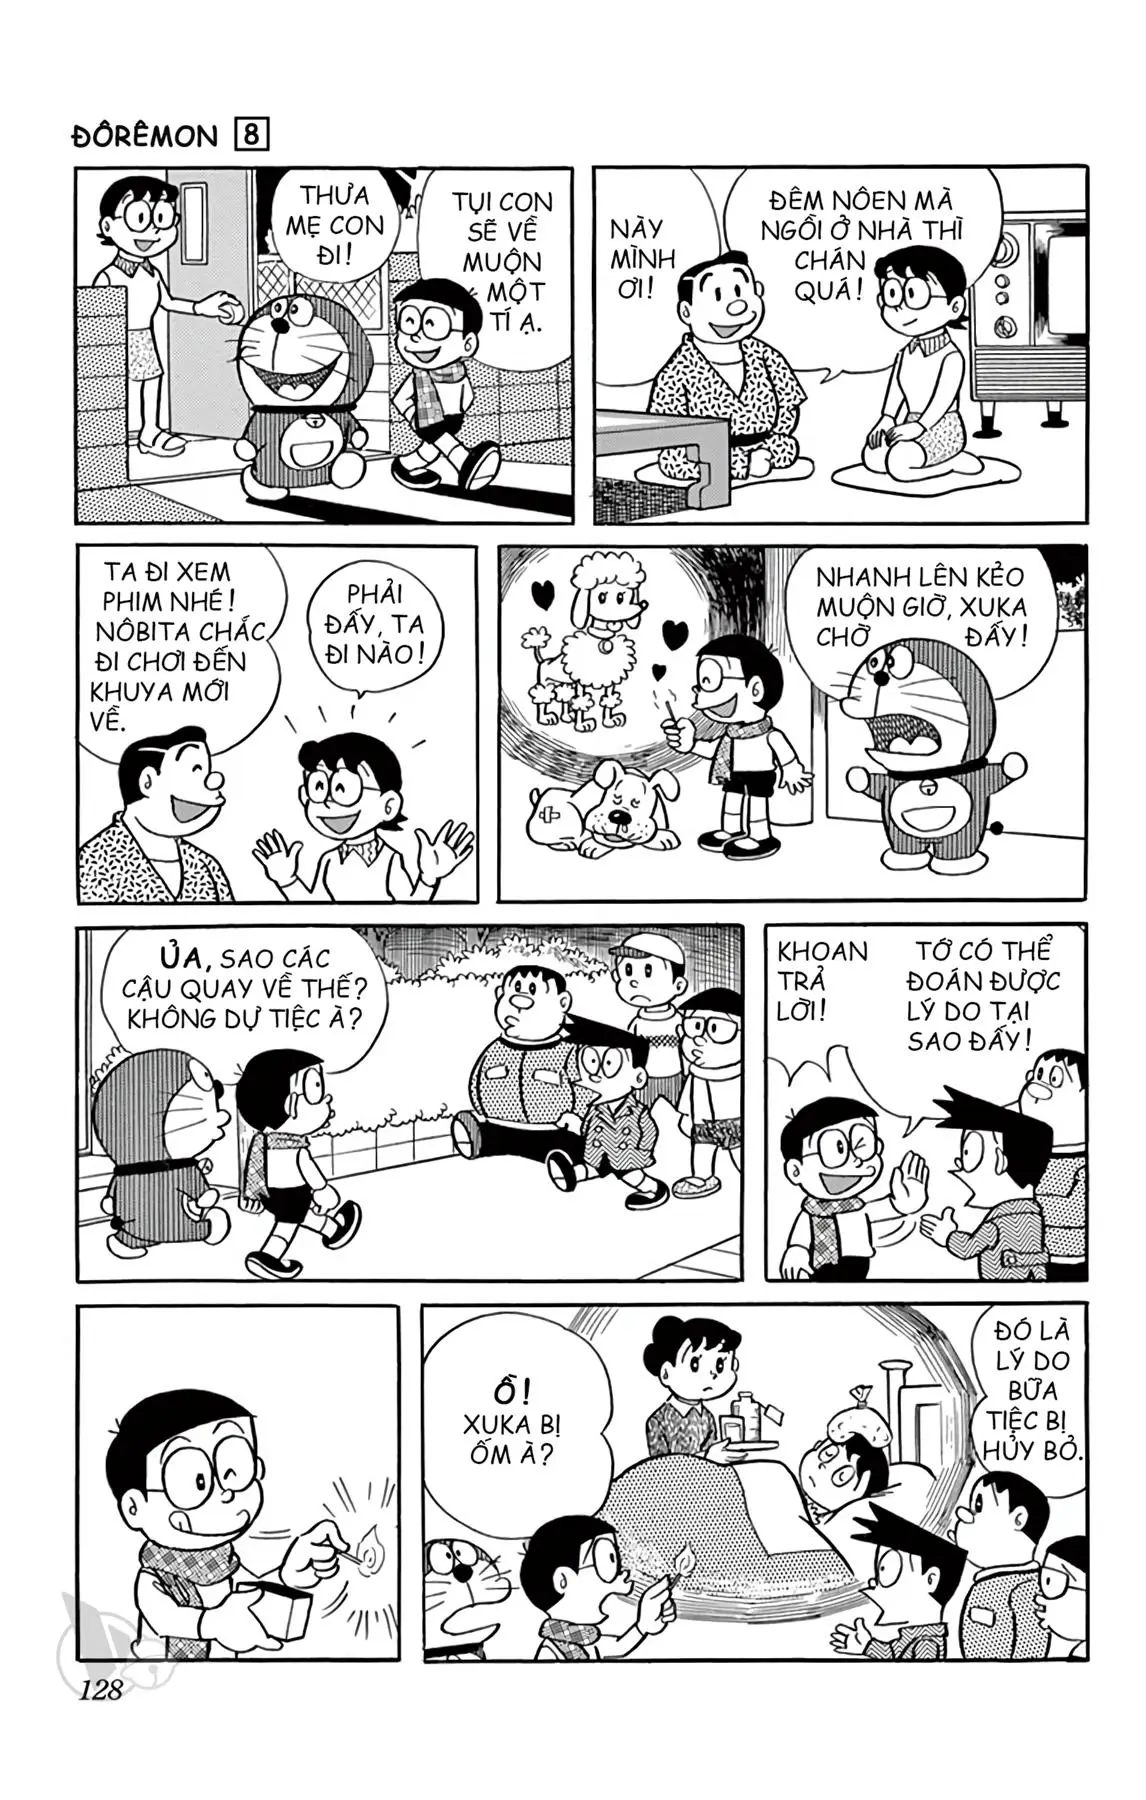 ĐÔRÊMON 8
THƯA
MẸ CON
ĐI!
TỤI CON
SẼ VỀ
MUỘN
MỘT
TÍ Ạ.
NÀY
MÌNH
ƠI!
ĐÊM NÔEN MÀ
NGỒI Ở NHÀ THÌ
CHÁN
QUÁ!
TA ĐI XEM
PHIM NHÉ!
NÔBITA CHẮC
ĐI CHƠI ĐẾN
KHUYA MỚI
VỀ.
PHẢI
ĐẤY, TA
ĐI NÀO!
NHANH LÊN KẺO
MUỘN GIỜ, XUKA
CHỜ ĐẤY!
ỦA, SAO CÁC
CẬU QUAY VỀ THẾ?
KHÔNG DỰ TIỆC À?
KHOAN
TRẢ
LỜI!
TỚ CÓ THỂ
ĐOÁN ĐƯỢC
LÝ DO TẠI
SAO ĐẤY!
Ồ!
XUKA BỊ
ỐM À?
ĐÓ LÀ
LÝ DO
BỮA
TIỆC BỊ
HỦY BỎ.
128